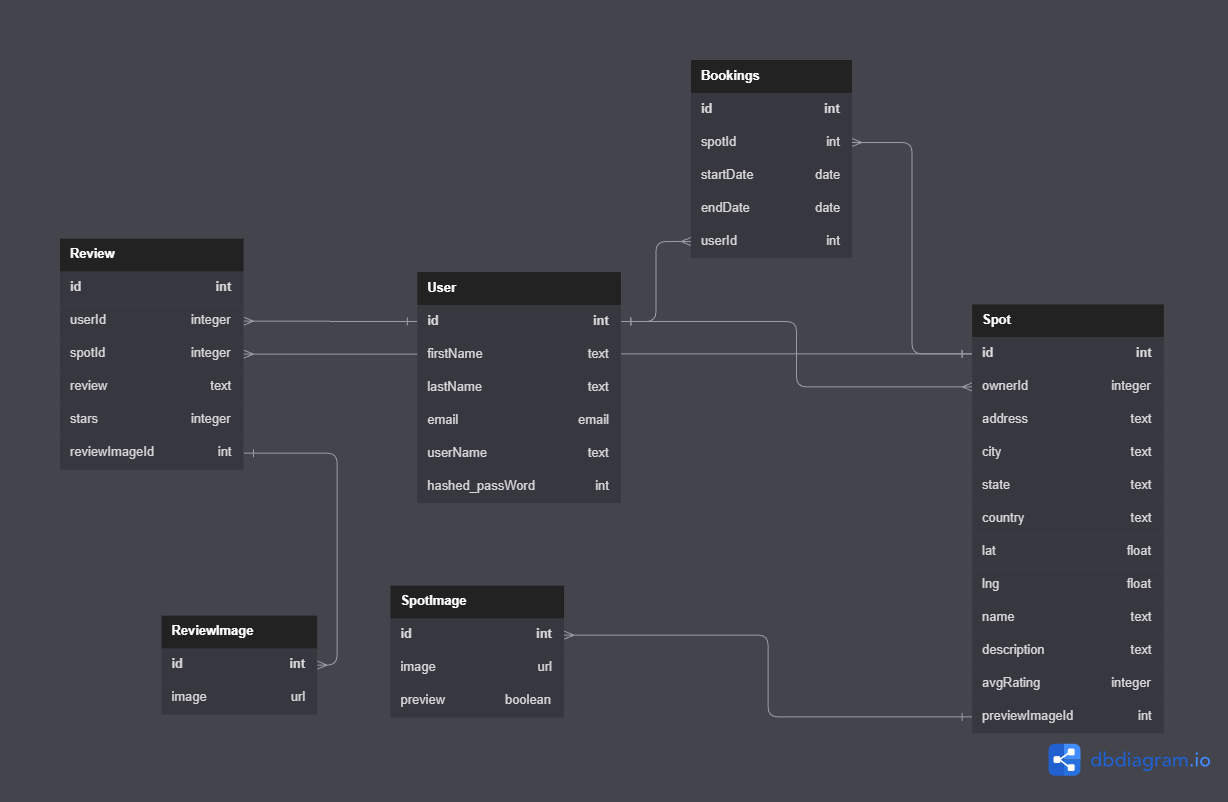 Bookings
id int
spotId int
startDate date
endDate date
userId int
Review
id int
userId integer
spotId integer
review text
stars integer
reviewImageId int
User
id int
firstName text
lastName text
email email
userName text
hashed_passWord int
Spot
id int
ownerId integer
address text
city text
state text
country text
lat float
lng float
name text
description text
avgRating integer
previewImageId int
SpotImage
id int
image url
preview boolean
ReviewImage
id int
image url
dbdiagram.io